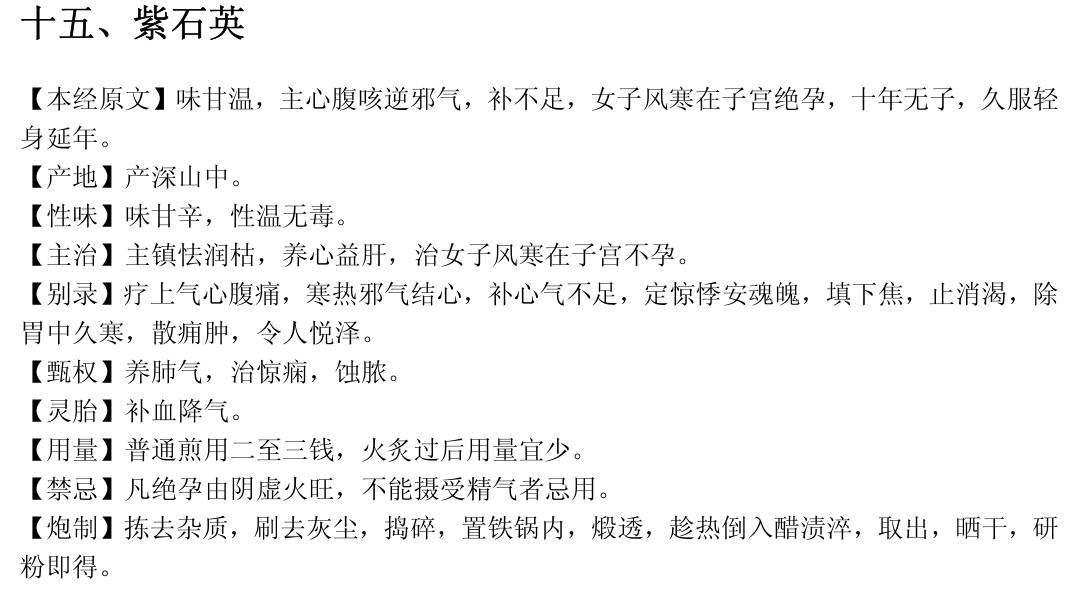 十五、紫石英
【本经原文】味甘温，主心腹咳逆邪气，补不足，女子风寒在子宫绝孕，十年无子，久服轻
身延年。
【产地】产深山中。
【性味】味甘辛，性温无毒。
【主治】主镇怯润枯，养心益肝，治女子风寒在子宫不孕。
【别录】疗上气心腹痛，寒热邪气结心，补心气不足，定惊悸安魂魄，填下焦，止消渴，除
胃中久寒，散痈肿，令人悦泽。
【甄权】养肺气，治惊痫，蚀脓。
【灵胎】补血降气。
【用量】普通煎用二至三钱，火炙过后用量宜少。
【禁忌】凡绝孕由阴虚火旺，不能摄受精气者忌用。
【炮制】拣去杂质，刷去灰尘，捣碎，置铁锅内，煅透，趁热倒入醋渍淬，取出，晒干，研
粉即得。